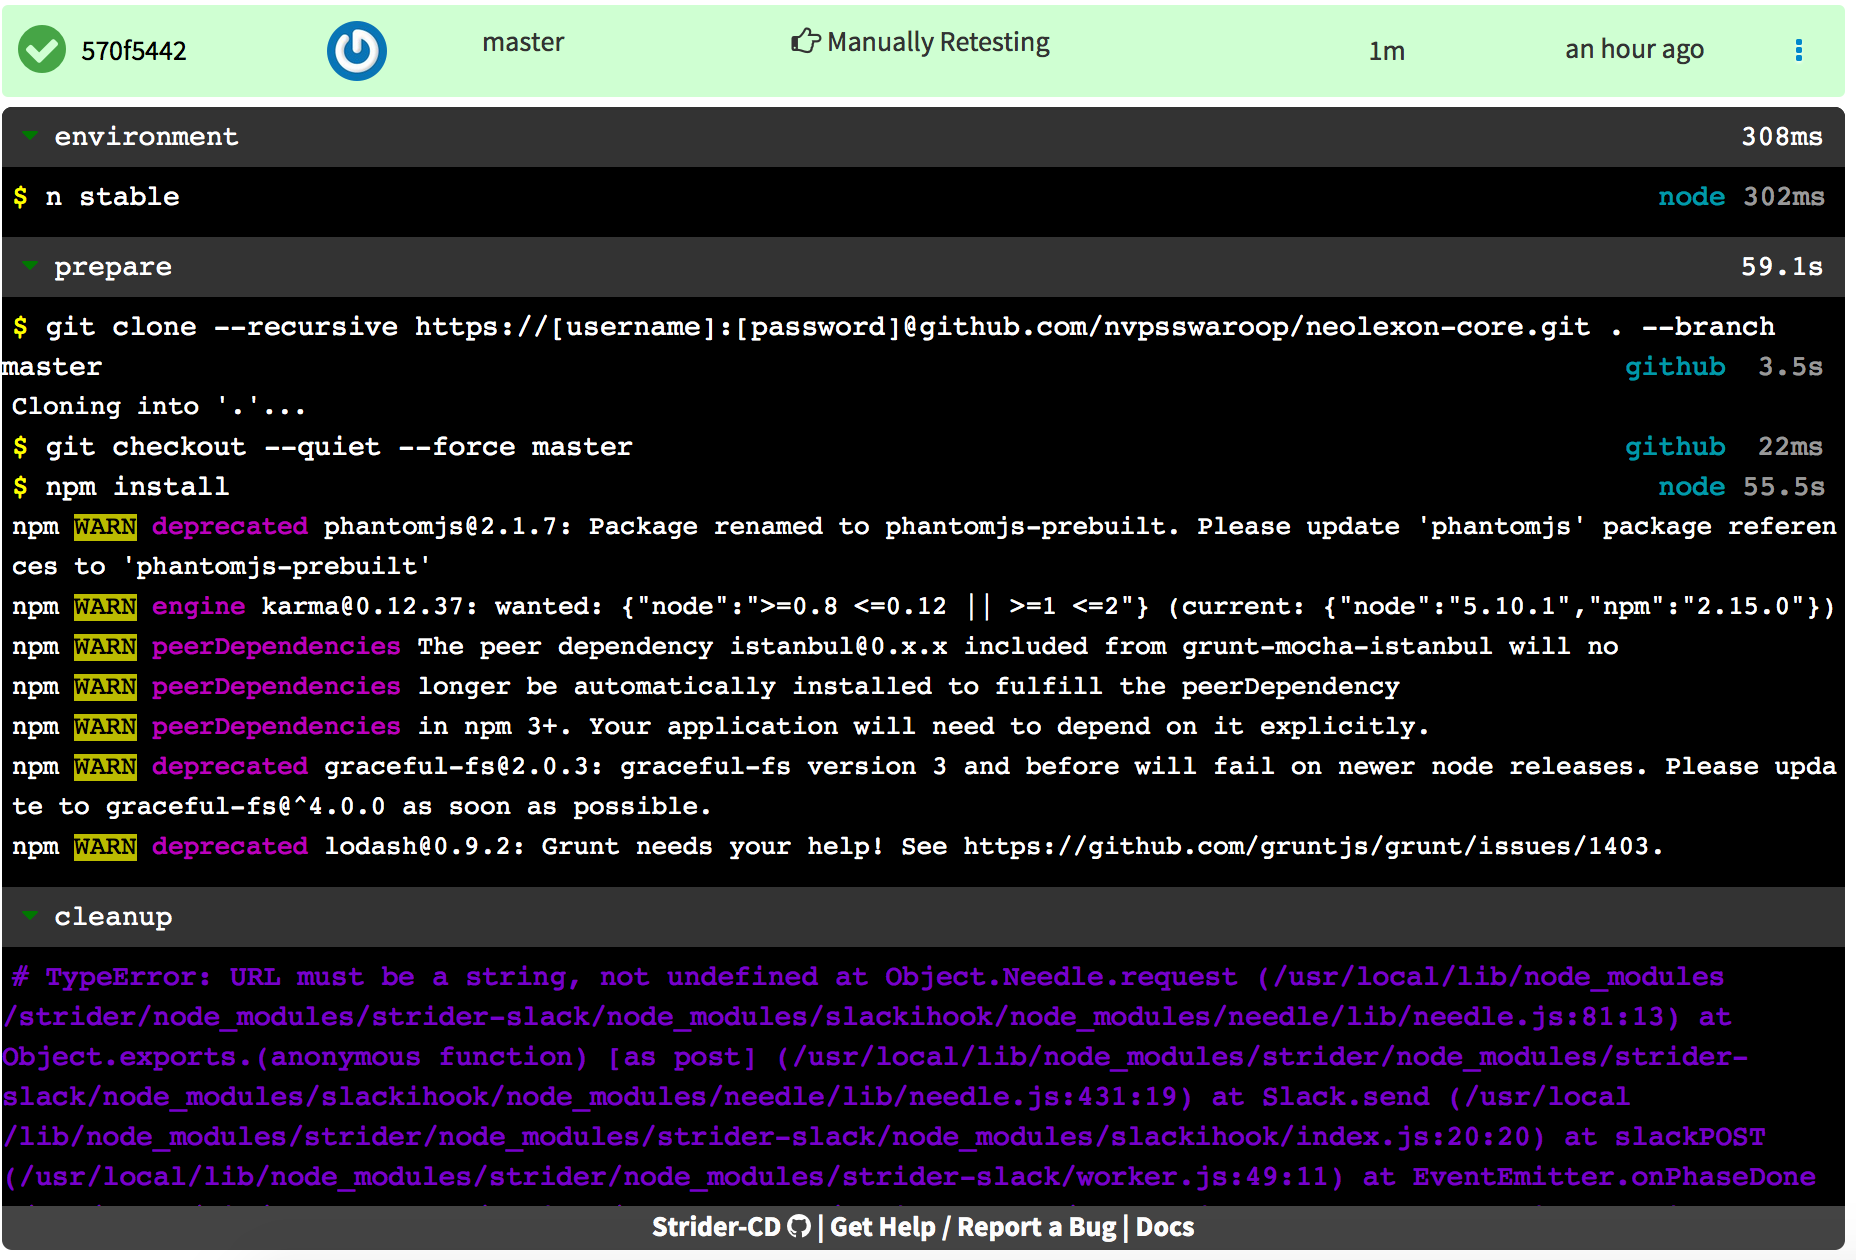 570f5442 master Manually Retesting 1m an hour ago
environment 308ms
$ n stable node 302ms
prepare 59.1s
$ git clone --recursive https://[username]:[password]@github.com/nvpsswaroop/neolexon-core.git . --branch
master github 3.5s
Cloning into '.'...
$ git checkout --quiet --force master github 22ms
$ npm install node 55.5s
npm WARN deprecated phantomjs@2.1.7: Package renamed to phantomjs-prebuilt. Please update 'phantomjs' package referen
ces to 'phantomjs-prebuilt'
npm WARN engine karma@0.12.37: wanted: {"node":">=0.8 <=0.12 || >=1 <=2"} (current: {"node":"5.10.1","npm":"2.15.0"})
npm WARN peerDependencies The peer dependency istanbul@0.x.x included from grunt-mocha-istanbul will no
npm WARN peerDependencies longer be automatically installed to fulfill the peerDependency
npm WARN peerDependencies in npm 3+. Your application will need to depend on it explicitly.
npm WARN deprecated graceful-fs@2.0.3: graceful-fs version 3 and before will fail on newer node releases. Please upda
te to graceful-fs@^4.0.0 as soon as possible.
npm WARN deprecated lodash@0.9.2: Grunt needs your help! See https://github.com/gruntjs/grunt/issues/1403.
cleanup
# TypeError: URL must be a string, not undefined at Object.Needle.request (/usr/local/lib/node_modules
/strider/node_modules/strider-slack/node_modules/slackihook/node_modules/needle/lib/needle.js:81:13) at
Object.exports.(anonymous function) [as post] (/usr/local/lib/node_modules/strider/node_modules/strider-
slack/node_modules/slackihook/node_modules/needle/lib/needle.js:431:19) at Slack.send (/usr/local
/lib/node_modules/strider/node_modules/strider-slack/node_modules/slackihook/index.js:20:20) at slackPOST
(/usr/local/lib/node_modules/strider/node_modules/strider-slack/worker.js:49:11) at EventEmitter.onPhaseDone
Strider-CD | Get Help / Report a Bug | Docs